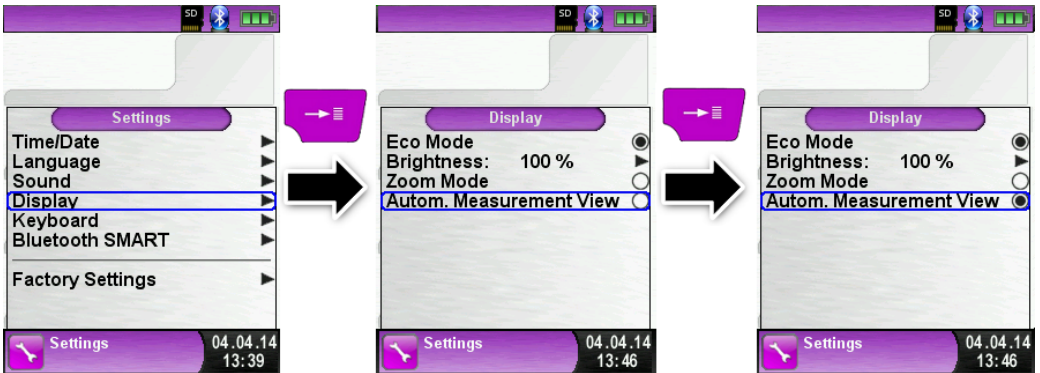 SD
Settings
Time/Date
Language
Sound
Display
Keyboard
Bluetooth SMART
Factory Settings
Settings
04.04.14
13:39
SD
Display
Eco Mode
Brightness: 100 %
Zoom Mode
Autom. Measurement View
Settings
04.04.14
13:46
SD
Display
Eco Mode
Brightness: 100 %
Zoom Mode
Autom. Measurement View
Settings
04.04.14
13:46